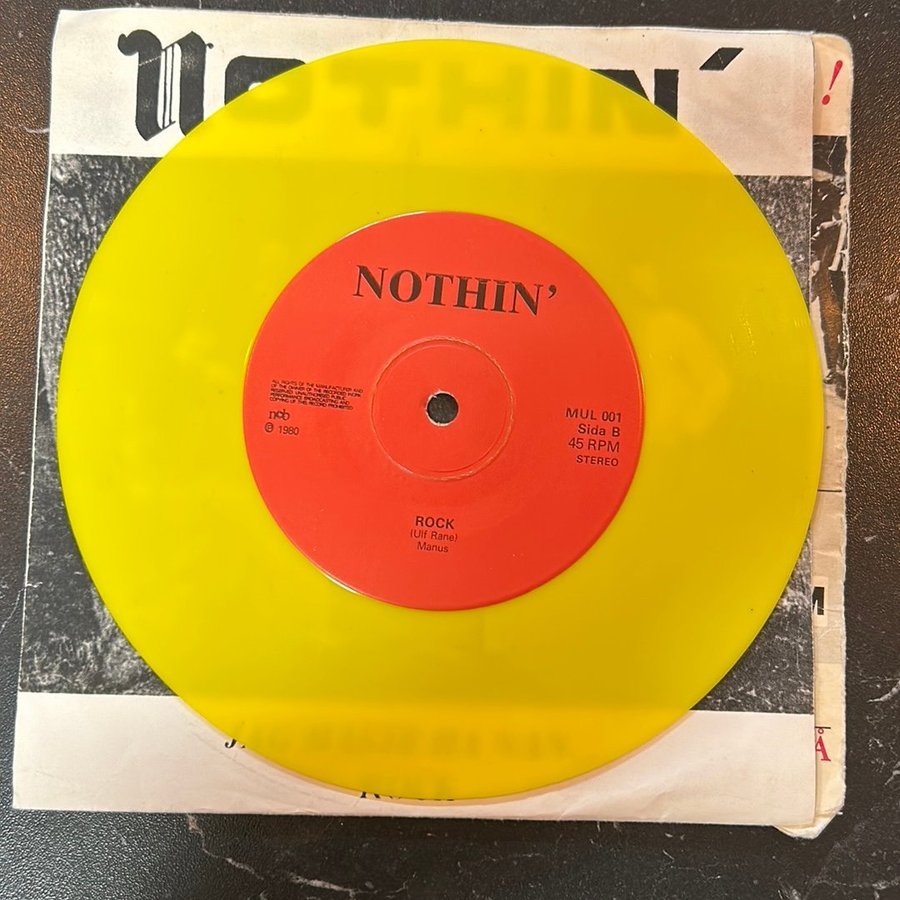 NOTHIN´
!
NOTHIN’
ALL RIGHTS OF THE MANUFACTURER AND
OF THE OWNER OF THE RECORDED WORK
RESERVED UNAUTHORISED PUBLIC
PERFORMANCE BROADCASTING AND
COPYING OF THIS RECORD PROHIBITED
ncb
℗ 1980
MUL 001
Sida B
45 RPM
STEREO
ROCK
(Ulf Rane)
Manus
M
Å